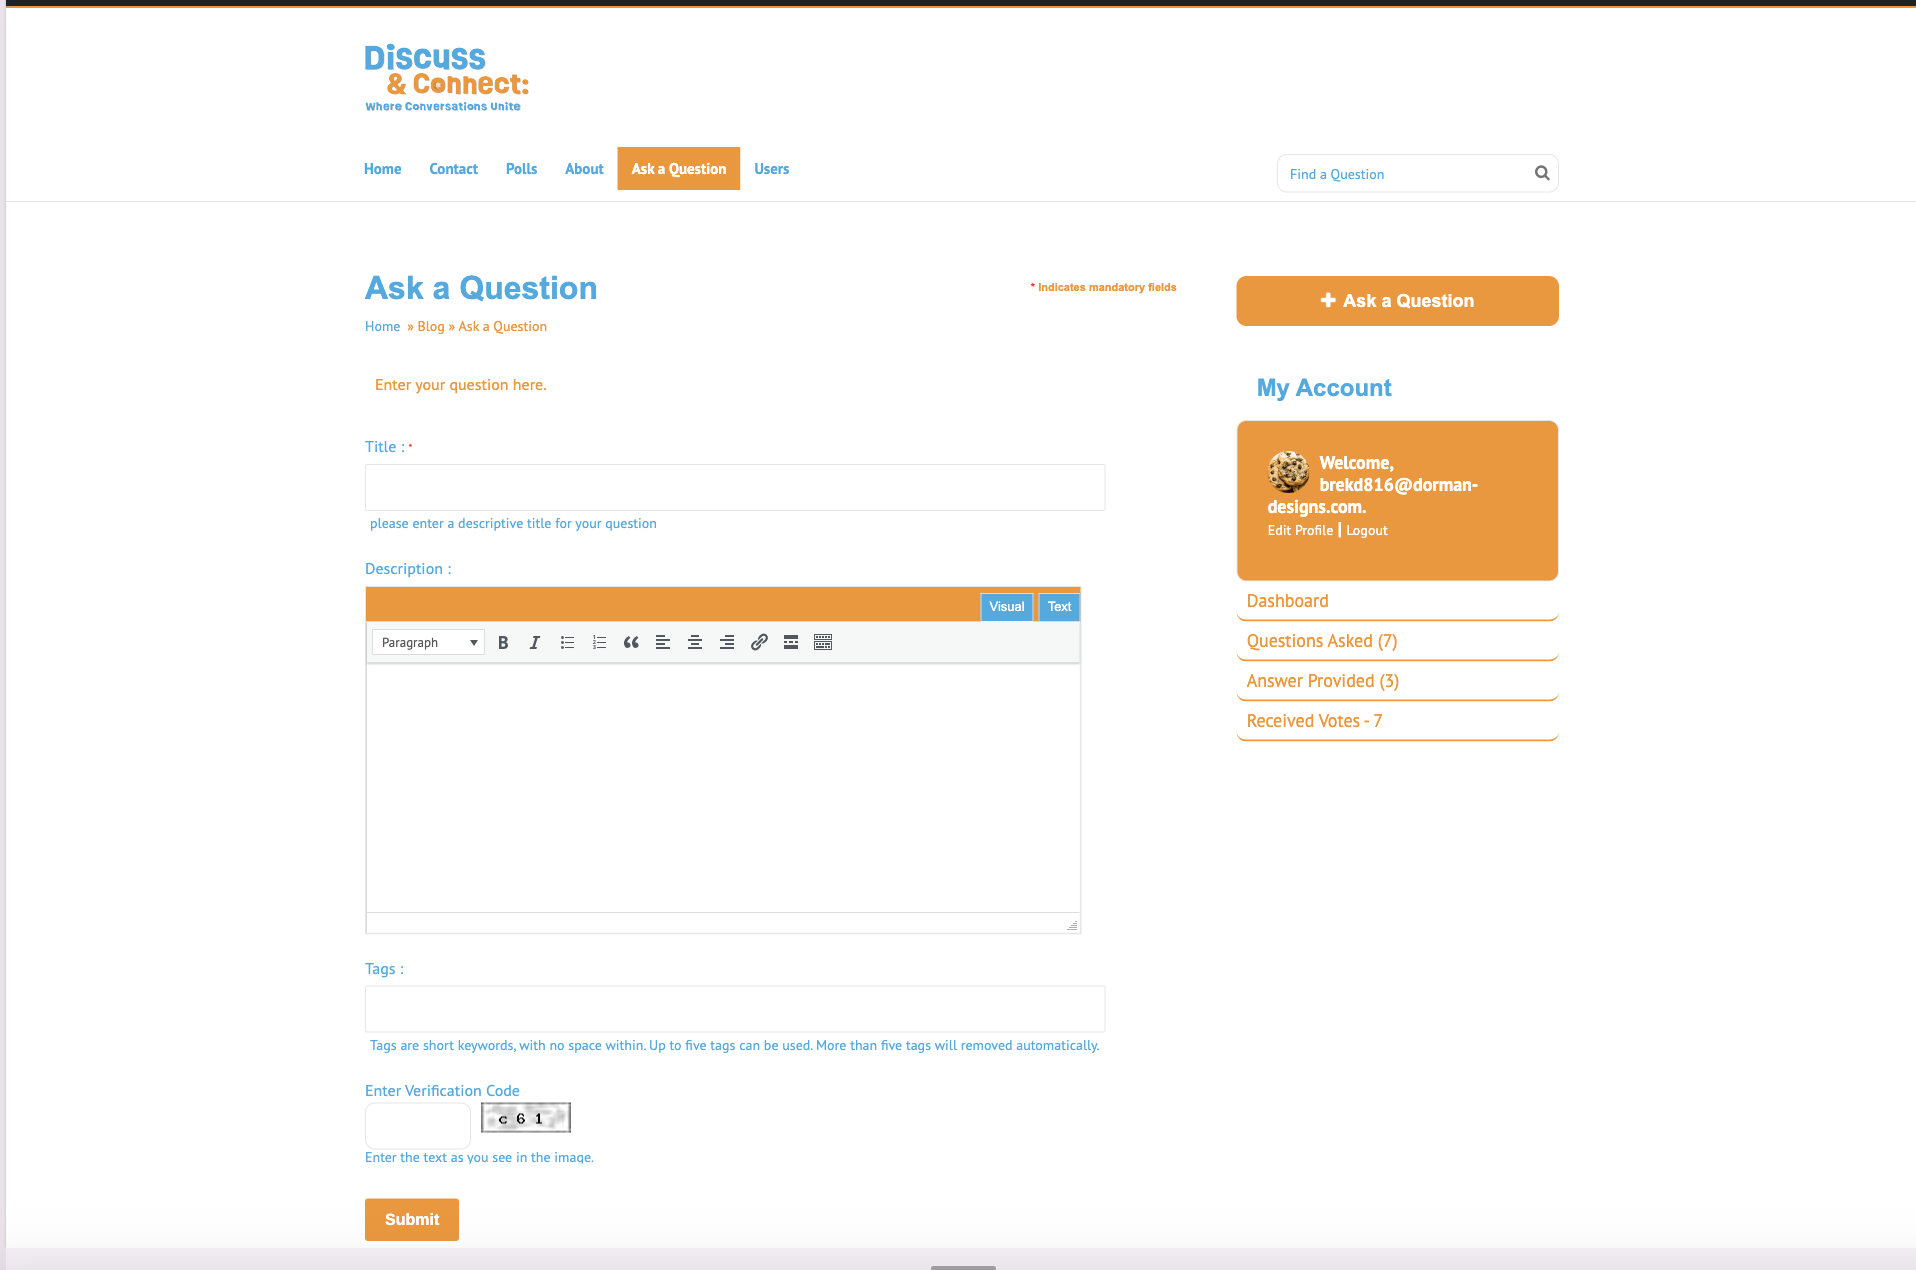 Discuss
& Connect:
Where Conversations Unite
Home Contact Polls About Ask a Question Users
Find a Question
Ask a Question
* Indicates mandatory fields
Home » Blog » Ask a Question
Enter your question here.
Title : *
please enter a descriptive title for your question
Description :
Visual Text
Paragraph
Tags :
Tags are short keywords, with no space within. Up to five tags can be used. More than five tags will removed automatically.
Enter Verification Code
c 6 1
Enter the text as you see in the image.
Submit
Ask a Question
My Account
Welcome,
brekd816@dorman-
designs.com.
Edit Profile | Logout
Dashboard
Questions Asked (7)
Answer Provided (3)
Received Votes - 7